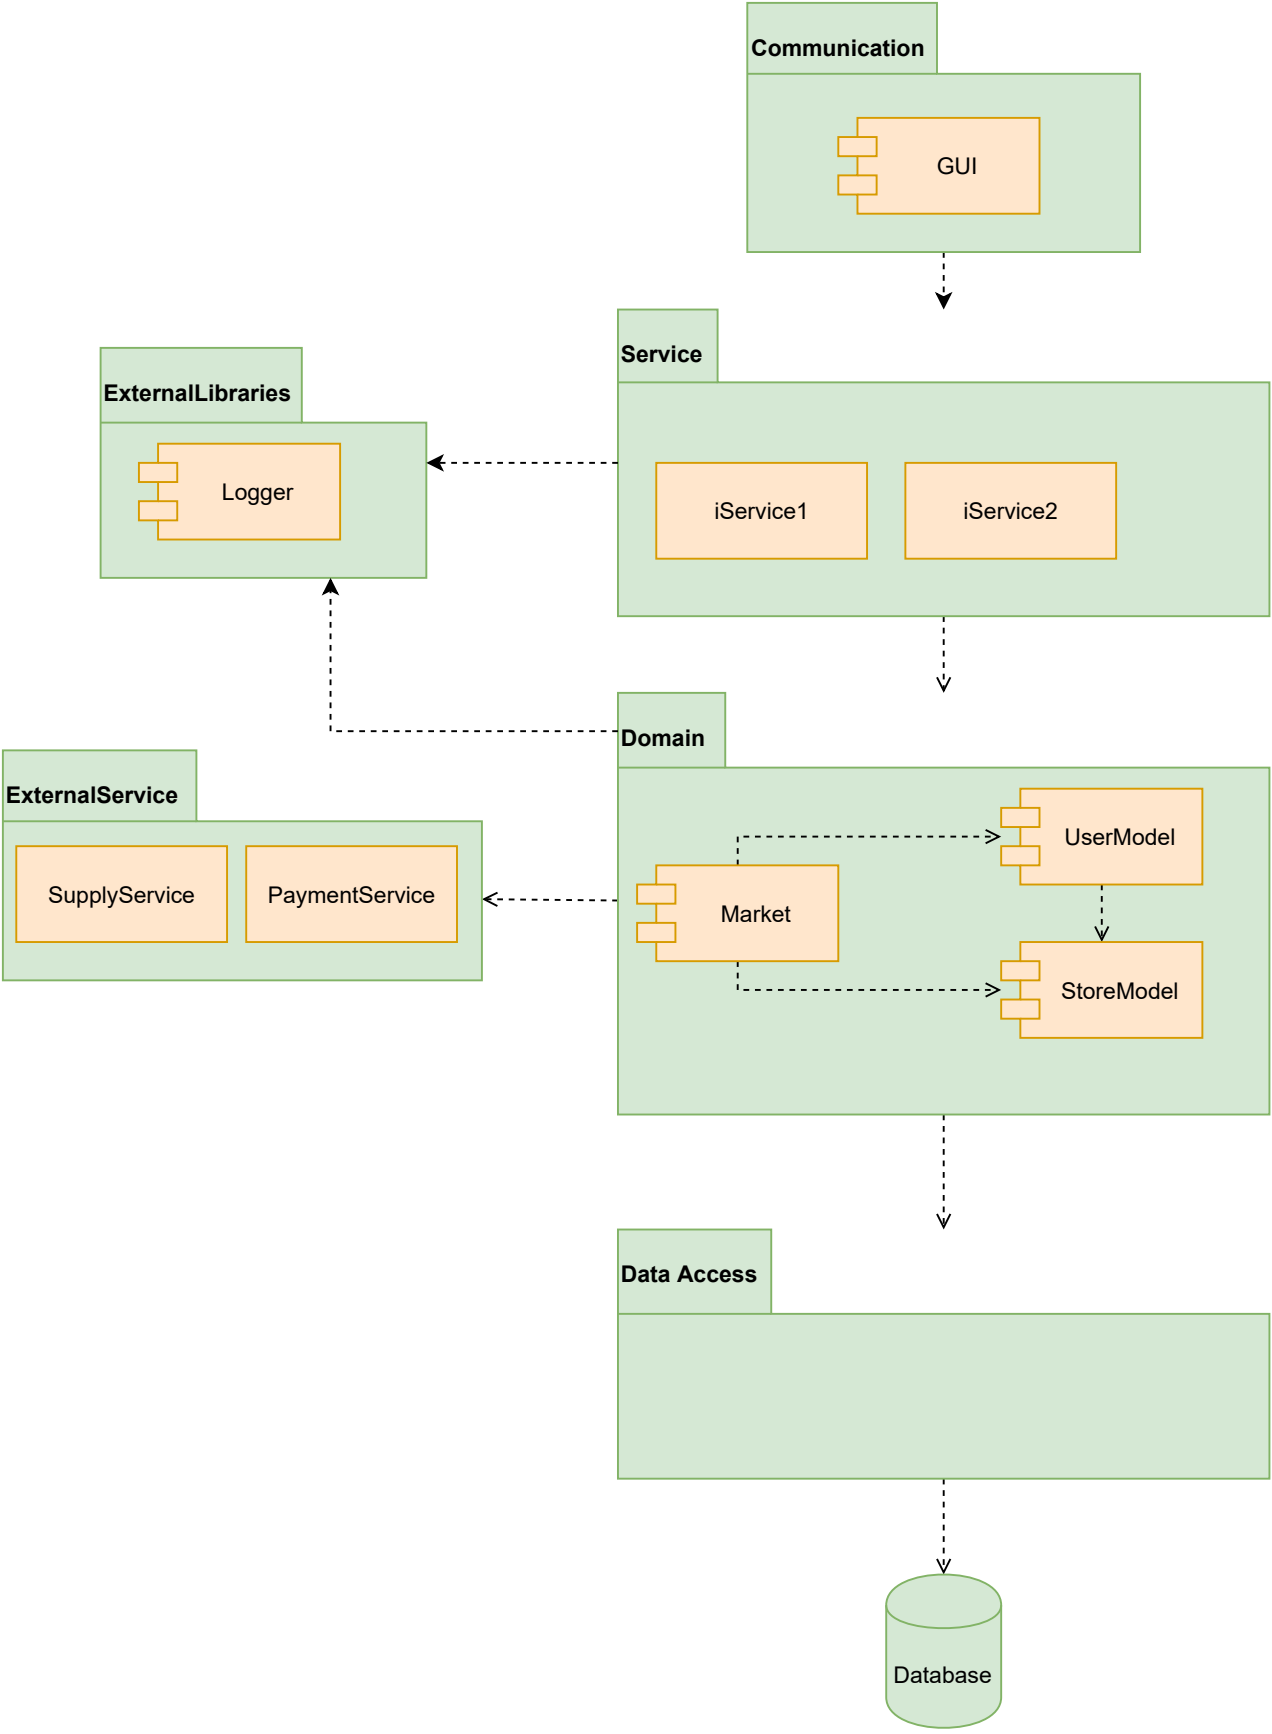 Communication
GUI
Service
ExternalLibraries
Logger
iService1
iService2
Domain
ExternalService
UserModel
SupplyService
PaymentService
Market
StoreModel
Data Access
Database